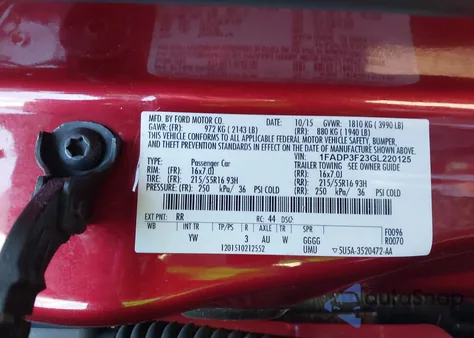 MFD. BY FORD MOTOR CO. DATE: 10/15 GVWR: 1810 KG ( 3990 LB)
GAWR: (FR): 972 KG ( 2143 LB) (RR): 880 KG ( 1940 LB)
THIS VEHICLE CONFORMS TO ALL APPLICABLE FEDERAL MOTOR VEHICLE SAFETY, BUMPER,
AND THEFT PREVENTION STANDARDS IN EFFECT ON THE DATE OF MANUFACTURE SHOWN ABOVE.
VIN: 1FADP3F23GL220125
TYPE: Passenger Car TRAILER TOWING - SEE OWNER GUIDE
RIM: (FR): 16x7.0J (RR): 16x7.0J
TIRE: (FR): 215/55R16 93H (RR): 215/55R16 93H
PRESSURE: (FR): 250 kPa/ 36 PSI COLD (RR): 250 kPa/ 36 PSI COLD
EXT PNT: RR RC: 44 DSO: F0096
WB INT TR TP/PS R AXLE TR SPR R0070
YW 3 AU W GGGG
1201510212552 UMU 5U5A-3520472-AA
autoSnap